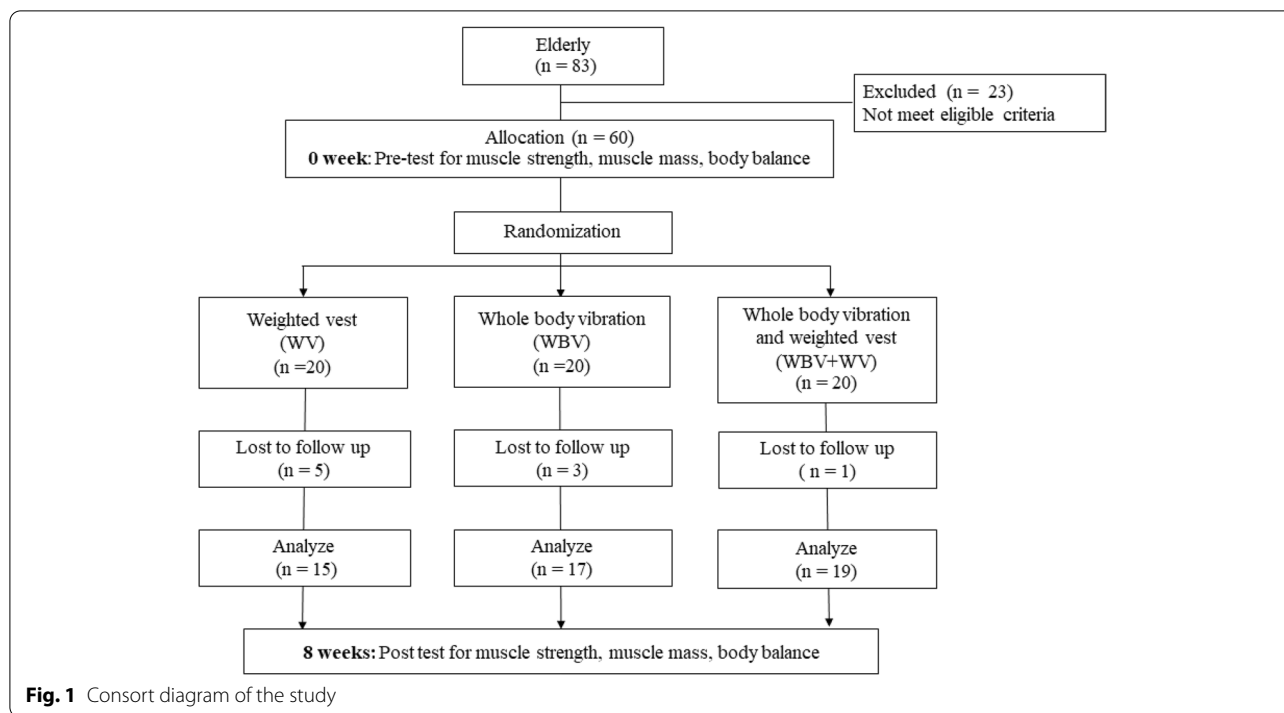 Elderly
(n = 83)
Excluded (n = 23)
Not meet eligible criteria
Allocation (n = 60)
0 week: Pre-test for muscle strength, muscle mass, body balance
Randomization
Weighted vest
(WV)
(n =20)
Whole body vibration
(WBV)
(n =20)
Whole body vibration
and weighted vest
(WBV+WV)
(n = 20)
Lost to follow up
(n = 5)
Lost to follow up
(n = 3)
Lost to follow up
( n = 1)
Analyze
(n = 15)
Analyze
(n = 17)
Analyze
(n = 19)
8 weeks: Post test for muscle strength, muscle mass, body balance
Fig. 1 Consort diagram of the study